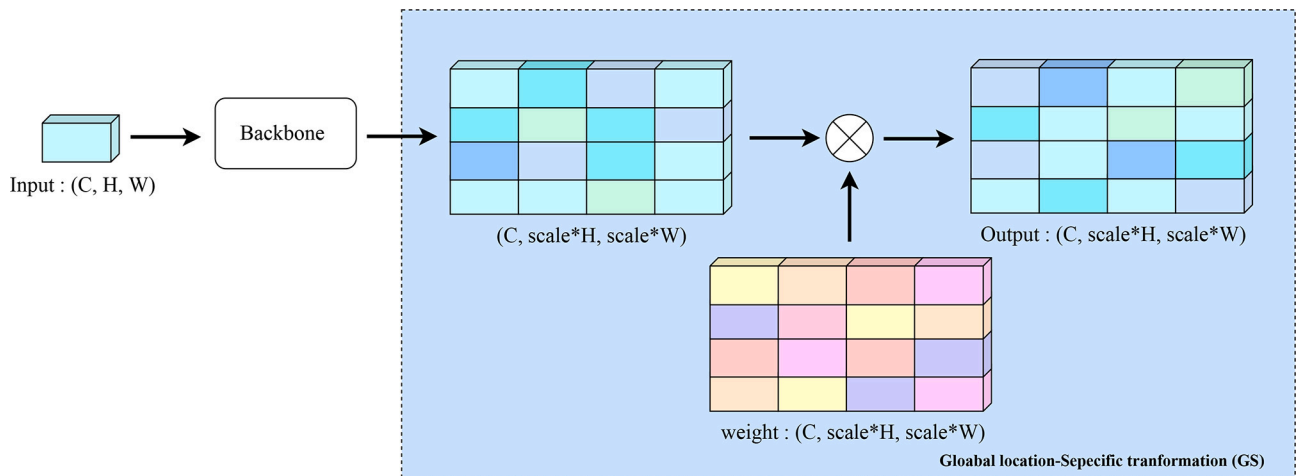 Backbone
Input : (C, H, W)
(C, scale*H, scale*W)
Output : (C, scale*H, scale*W)
weight : (C, scale*H, scale*W)
Gloabal location-Sepecific tranformation (GS)